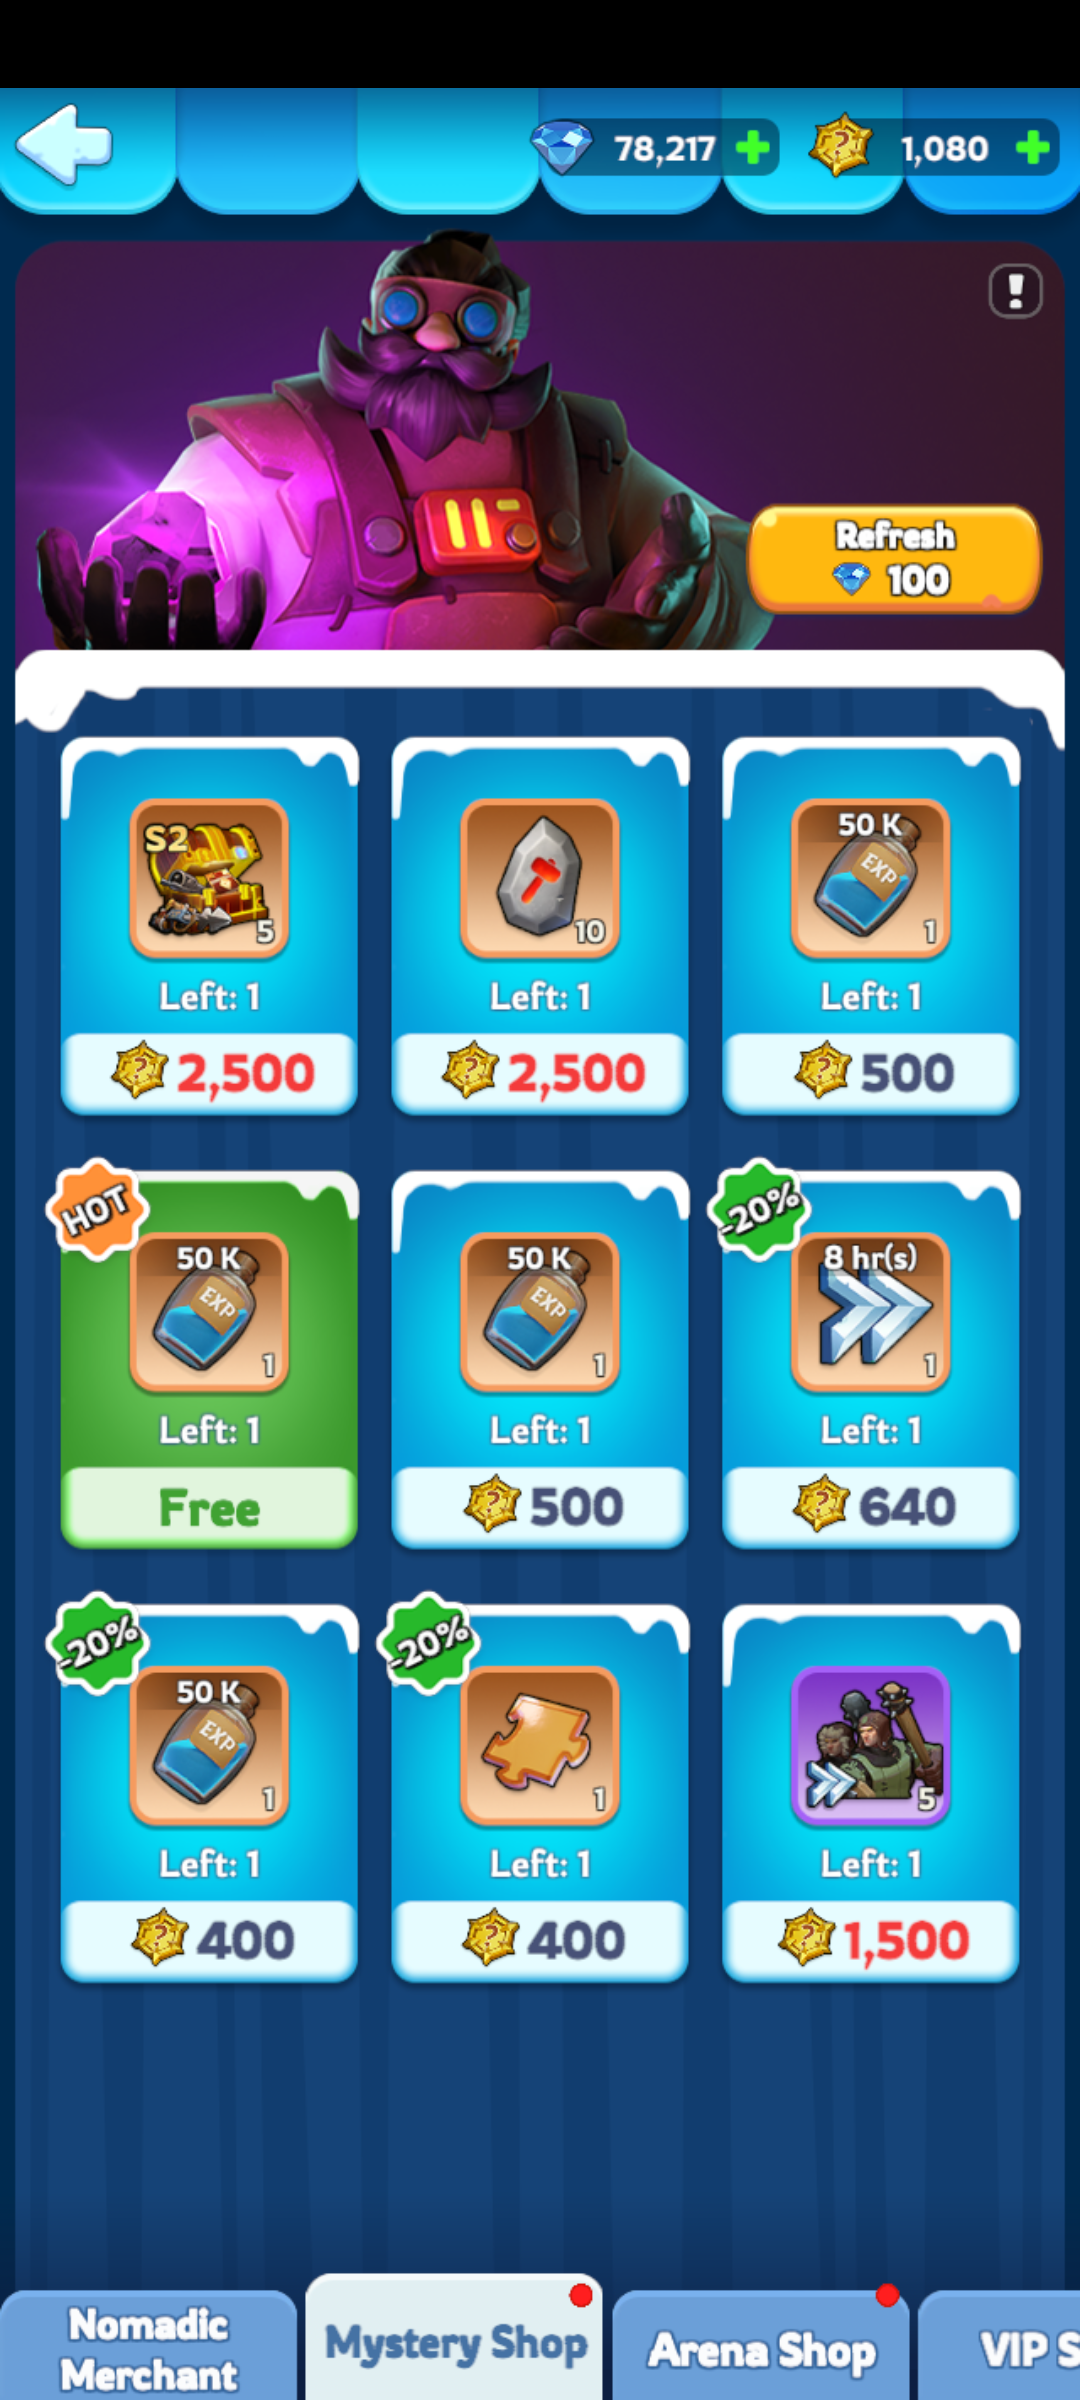 78,217
1,080
Refresh
100
S2
5
Left: 1
2,500
10
Left: 1
2,500
50 K
EXP
1
Left: 1
500
HOT
50 K
EXP
1
Left: 1
Free
50 K
EXP
1
Left: 1
500
-20%
8 hr(s)
1
Left: 1
640
-20%
50 K
EXP
1
Left: 1
400
-20%
1
Left: 1
400
5
Left: 1
1,500
Nomadic
Merchant
Mystery Shop
Arena Shop
VIP S